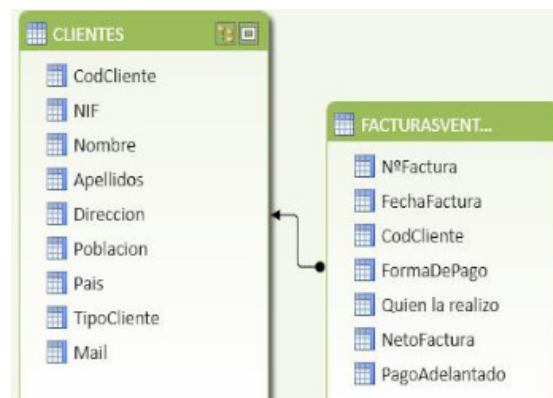 CLIENTES
CodCliente
NIF
Nombre
Apellidos
Direccion
Poblacion
Pais
TipoCliente
Mail
FACTURASVENT...
NºFactura
FechaFactura
CodCliente
FormaDePago
Quien la realizo
NetoFactura
PagoAdelantado